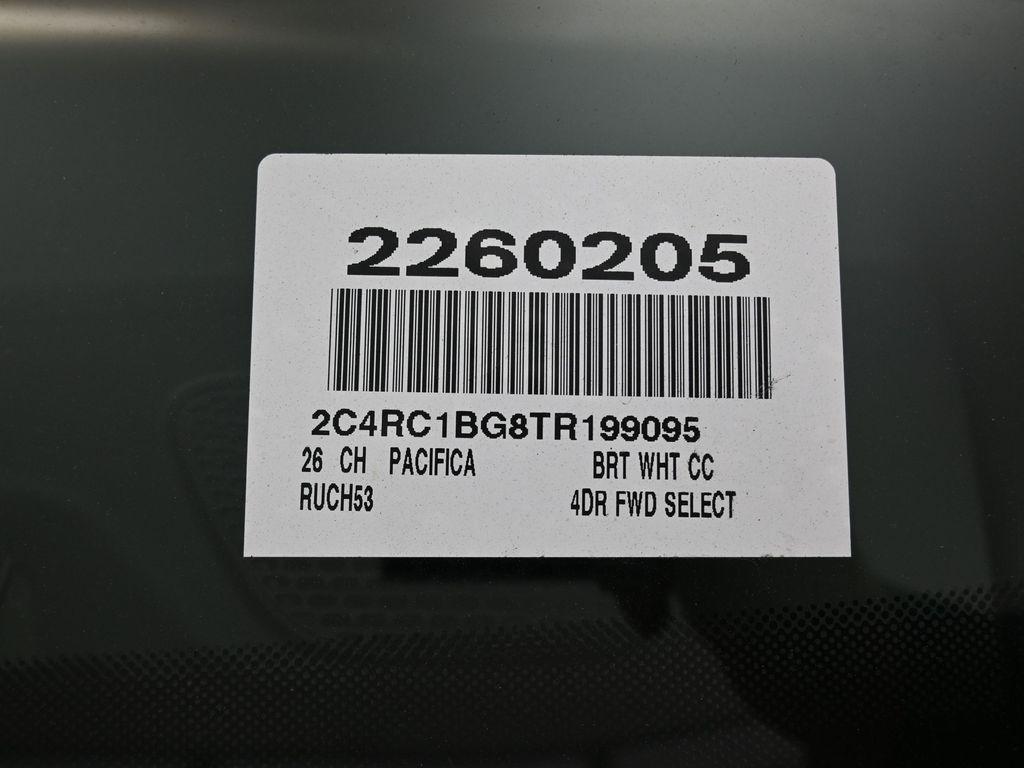 2260205
2C4RC1BG8TR199095
26 CH PACIFICA BRT WHT CC
RUCH53 4DR FWD SELECT